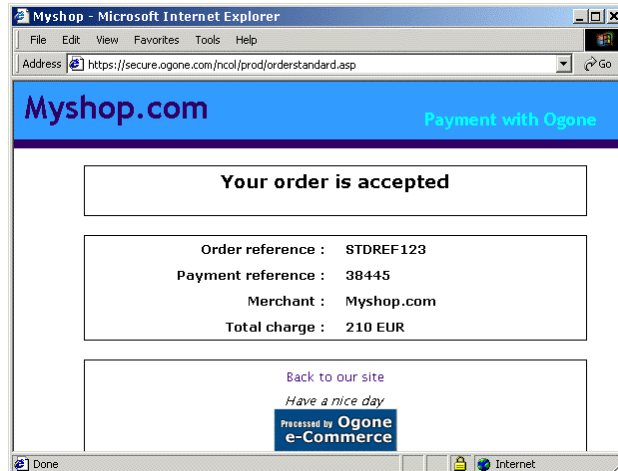 Myshop - Microsoft Internet Explorer
File Edit View Favorites Tools Help
Address https://secure.ogone.com/ncol/prod/orderstandard.asp Go
Myshop.com
Payment with Ogone
Your order is accepted
Order reference : STDREF123
Payment reference : 38445
Merchant : Myshop.com
Total charge : 210 EUR
Back to our site
Have a nice day
Processed by Ogone
e-Commerce
Done Internet